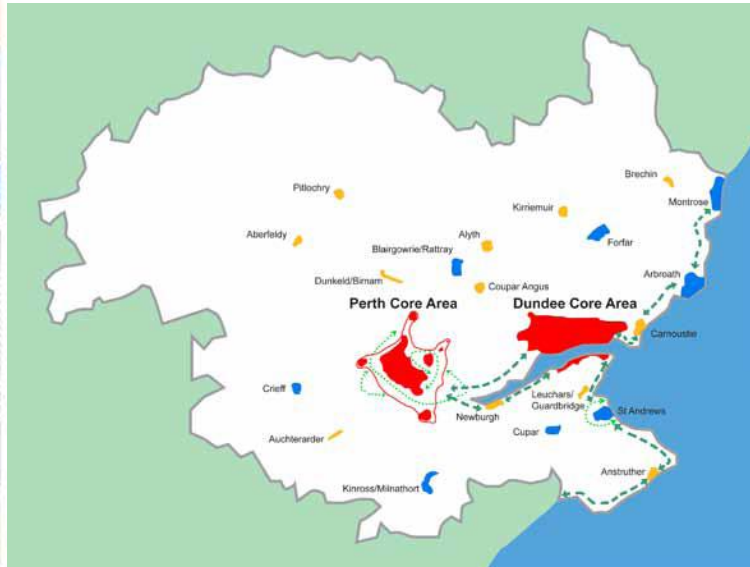 Brechin
Montrose
Pitlochry
Kirriemuir
Aberfeldy
Alyth
Forfar
Blairgowrie/Rattray
Dunkeld/Birnam
Coupar Angus
Arbroath
Perth Core Area
Dundee Core Area
Carnoustie
Crieff
Leuchars/
Guardbridge
Newburgh
St Andrews
Auchterarder
Cupar
Anstruther
Kinross/Milnathort